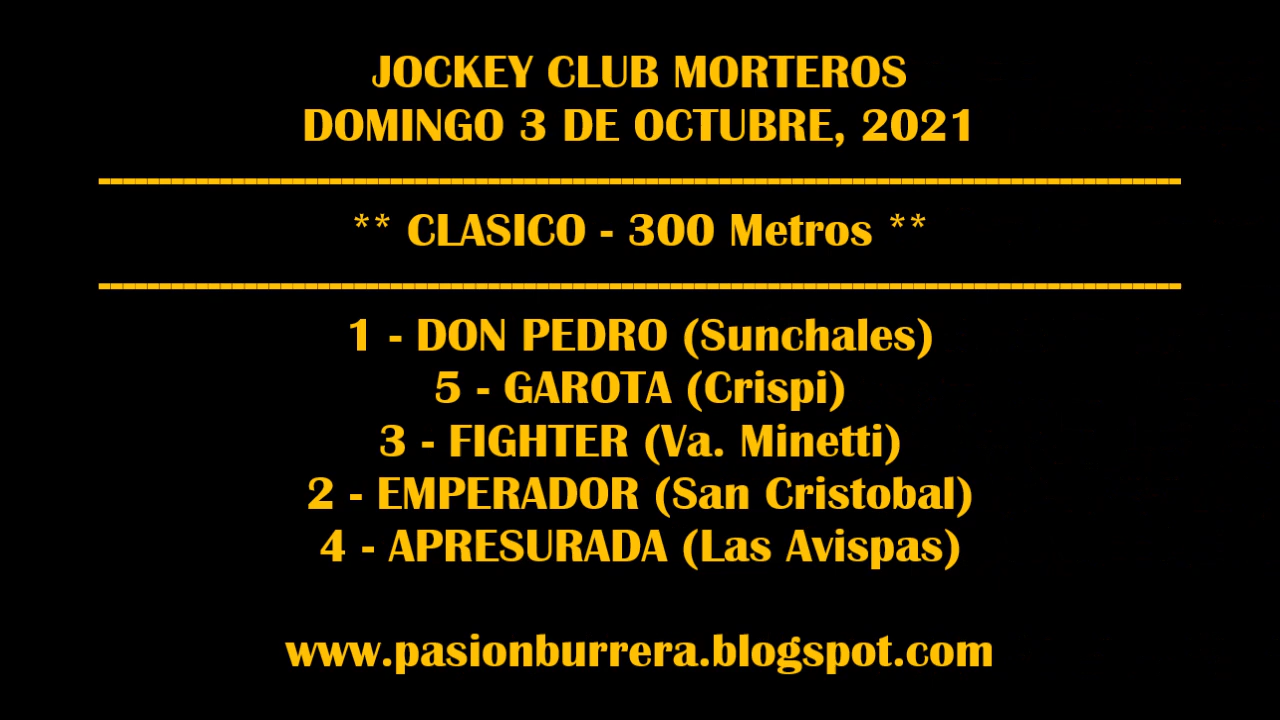 JOCKEY CLUB MORTEROS
DOMINGO 3 DE OCTUBRE, 2021
** CLASICO - 300 Metros **
1 - DON PEDRO (Sunchales)
5 - GAROTA (Crispi)
3 - FIGHTER (Va. Minetti)
2 - EMPERADOR (San Cristobal)
4 - APRESURADA (Las Avispas)
www.pasionburrera.blogspot.com